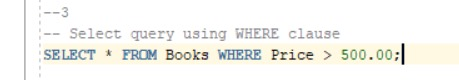 --3
-- Select query using WHERE clause
SELECT * FROM Books WHERE Price > 500.00;